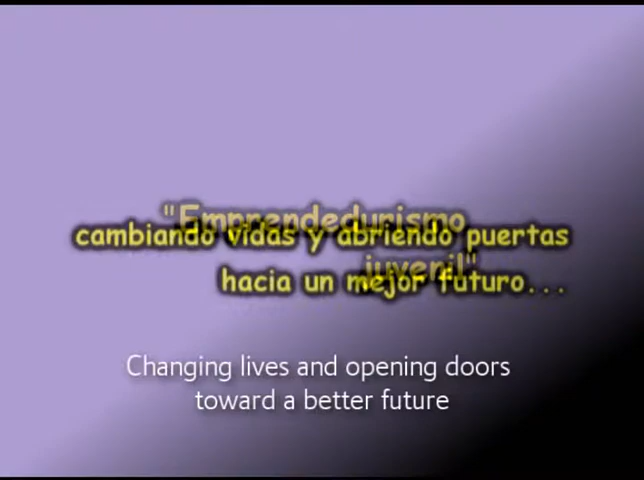 "Emprendedurismo
cambiando vidas y abriendo puertas
juvenil"
hacia un mejor futuro...
Changing lives and opening doors
toward a better future